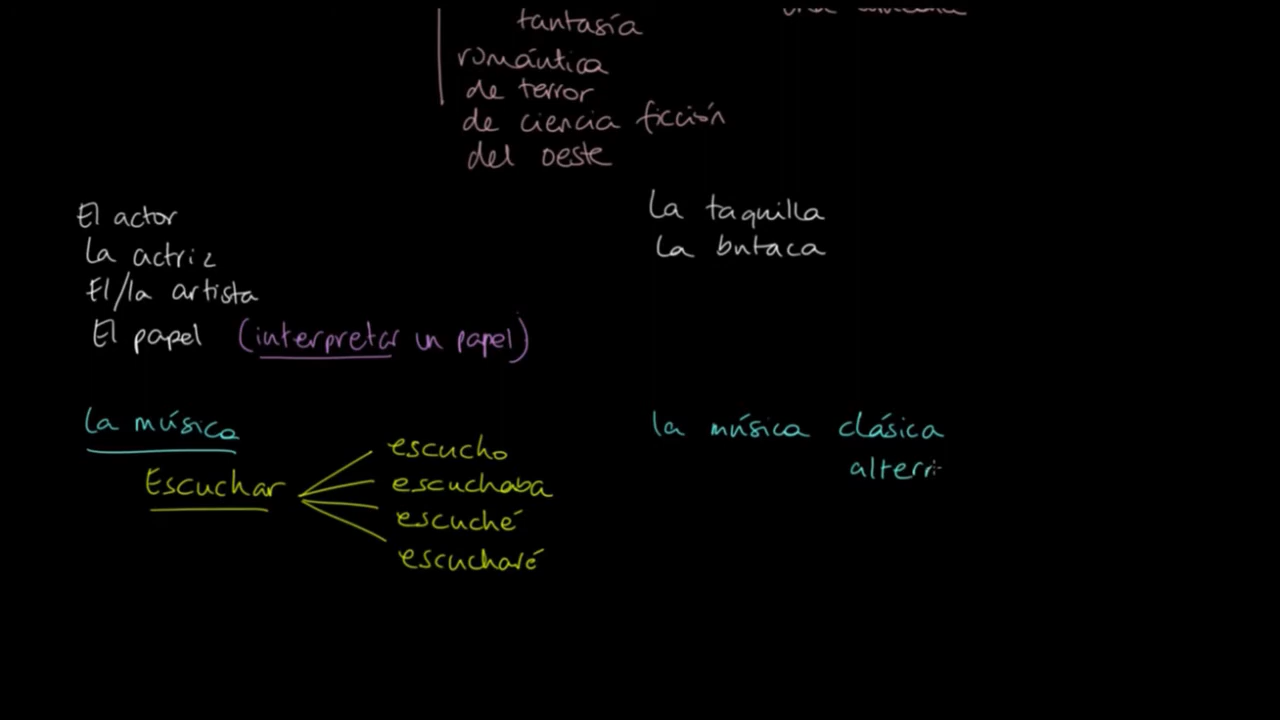 fantasía
romántica
de terror
de ciencia ficción
del oeste
El actor
La actriz
El/la artista
El papel (interpretar un papel)
La taquilla
la butaca
la música
Escuchar
escucho
escuchaba
escuché
escucharé
la música clásica